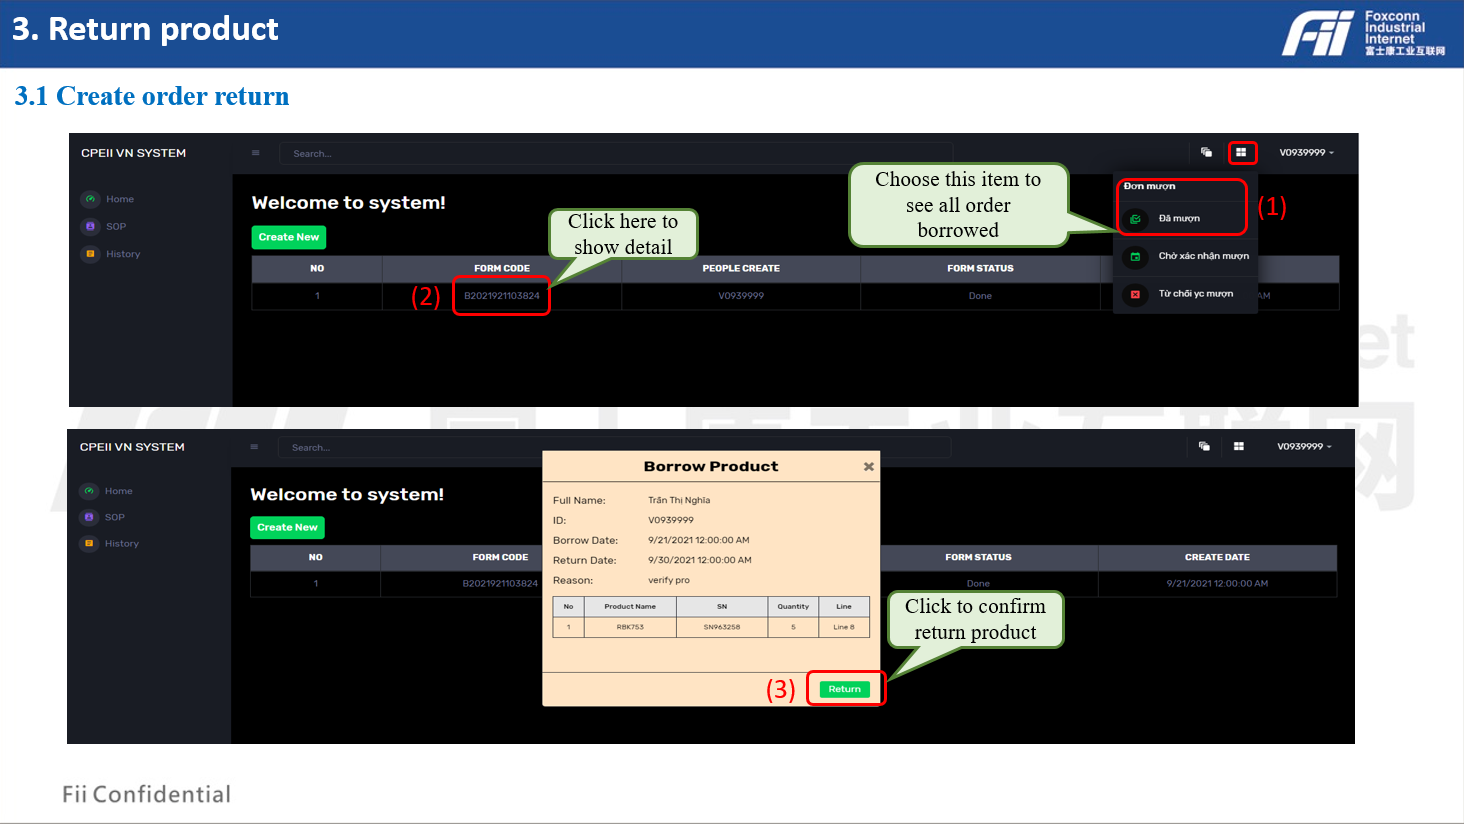 3. Return product
Foxconn
Industrial
Internet
富士康工业互联网
3.1 Create order return
CPEII VN SYSTEM
Search...
V0939999
Home
SOP
History
Welcome to system!
Create New
Click here to
show detail
Choose this item to
see all order
borrowed
Đơn mượn
Đã mượn
(1)
Chờ xác nhận mượn
Từ chối yc mượn
NO FORM CODE PEOPLE CREATE FORM STATUS
(2)
1 B2021921103824 V0939999 Done AM
CPEII VN SYSTEM
Search...
V0939999
Home
SOP
History
Welcome to system!
Create New
NO FORM CODE FORM STATUS CREATE DATE
1 B2021921103824 Done 9/21/2021 12:00:00 AM
Borrow Product
Full Name: Trần Thị Nghĩa
ID: V0939999
Borrow Date: 9/21/2021 12:00:00 AM
Return Date: 9/30/2021 12:00:00 AM
Reason: verify pro
No Product Name SN Quantity Line
1 RBK753 SN963258 5 Line 8
Click to confirm
return product
(3)
Return
Fii Confidential